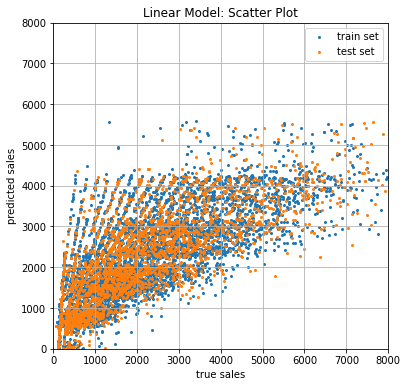 Linear Model: Scatter Plot
train set
test set
8000
7000
6000
5000
4000
3000
2000
1000
0
predicted sales
0 1000 2000 3000 4000 5000 6000 7000 8000
true sales